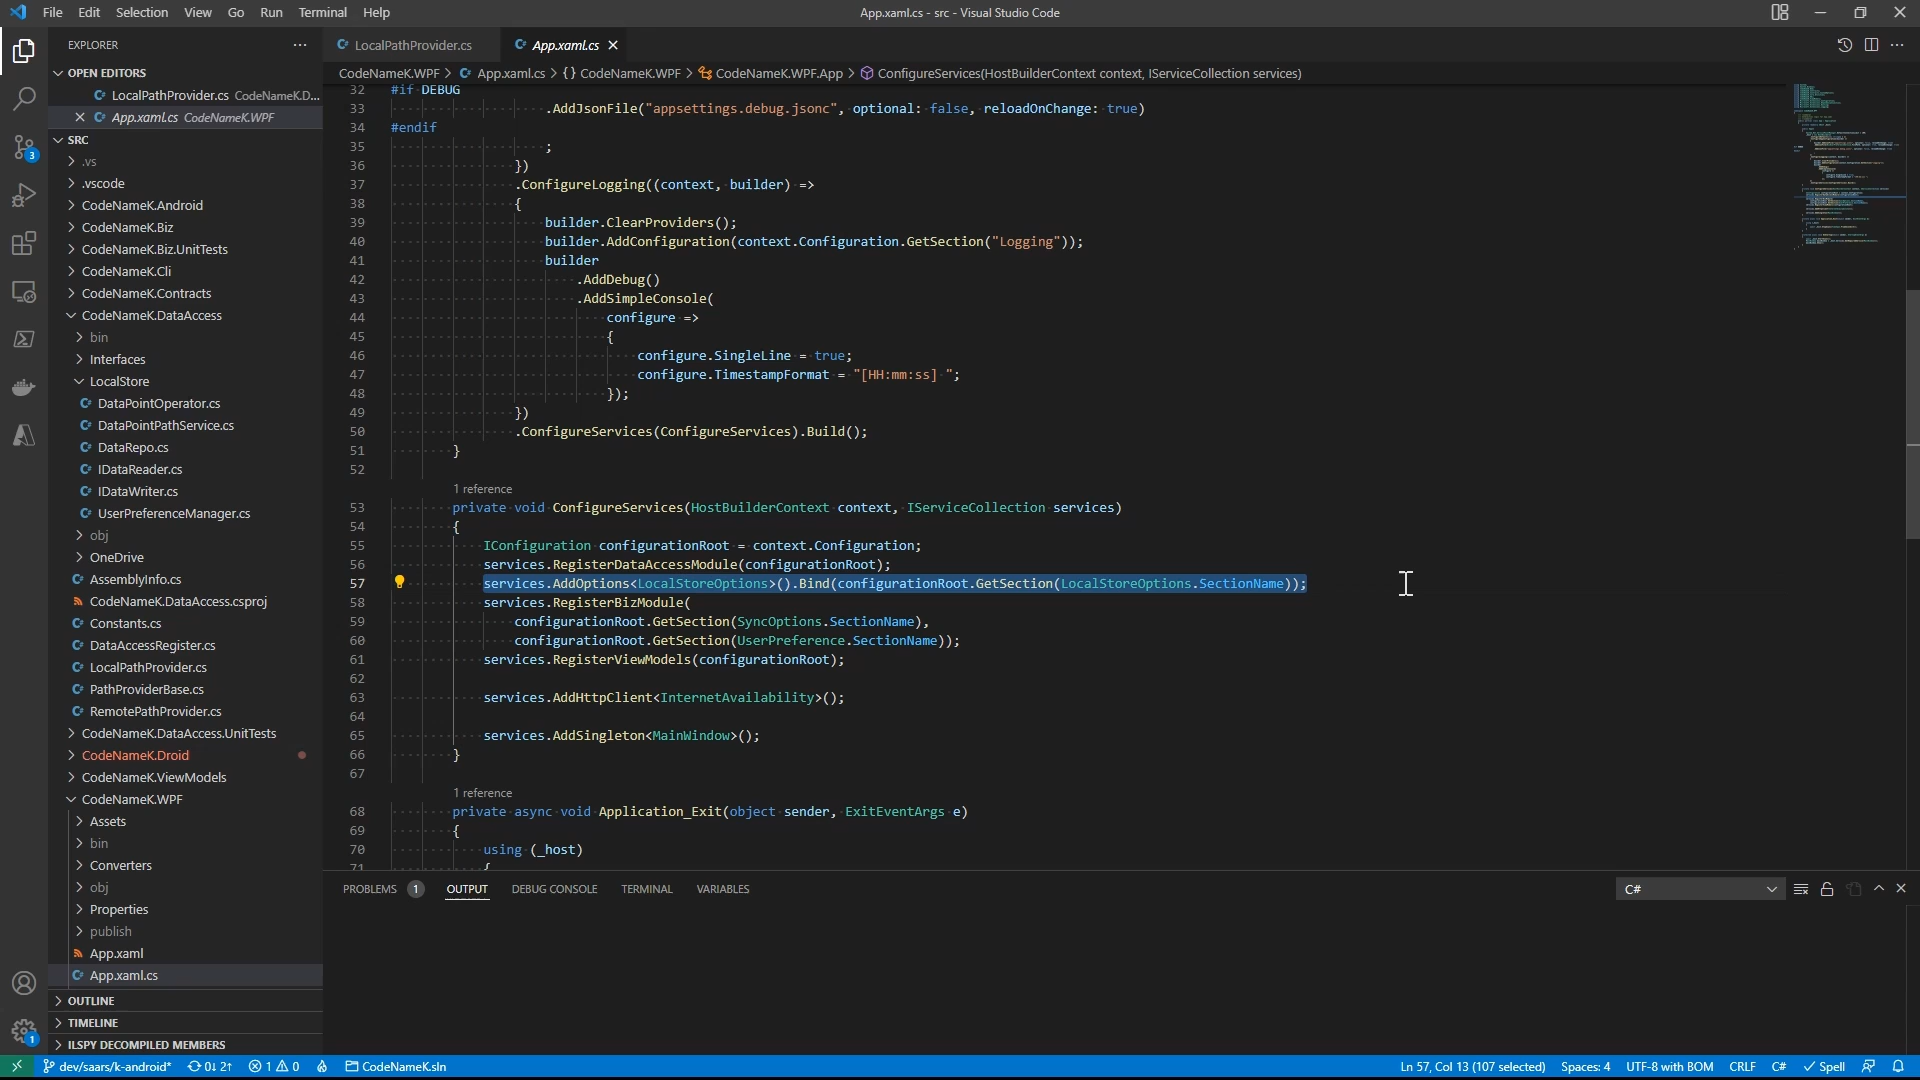 File Edit Selection View Go Run Terminal Help
App.xaml.cs - src - Visual Studio Code
EXPLORER
OPEN EDITORS
LocalPathProvider.cs CodeNameK.D...
App.xaml.cs CodeNameK.WPF
SRC
.vs
.vscode
CodeNameK.Android
CodeNameK.Biz
CodeNameK.Biz.UnitTests
CodeNameK.Cli
CodeNameK.Contracts
CodeNameK.DataAccess
bin
Interfaces
LocalStore
DataPointOperator.cs
DataPointPathService.cs
DataRepo.cs
IDataReader.cs
IDataWriter.cs
UserPreferenceManager.cs
obj
OneDrive
AssemblyInfo.cs
CodeNameK.DataAccess.csproj
Constants.cs
DataAccessRegister.cs
LocalPathProvider.cs
PathProviderBase.cs
RemotePathProvider.cs
CodeNameK.DataAccess.UnitTests
CodeNameK.Droid
CodeNameK.ViewModels
CodeNameK.WPF
Assets
bin
Converters
obj
Properties
publish
App.xaml
App.xaml.cs
OUTLINE
TIMELINE
ILSPY DECOMPILED MEMBERS
3
1
LocalPathProvider.cs App.xaml.cs
CodeNameK.WPF > App.xaml.cs > {} CodeNameK.WPF > CodeNameK.WPF.App > ConfigureServices(HostBuilderContext context, IServiceCollection services)
32 #if DEBUG
33 .AddJsonFile("appsettings.debug.jsonc", optional: false, reloadOnChange: true)
34 #endif
35 ;
36 })
37 .ConfigureLogging((context, builder) =>
38 {
39 builder.ClearProviders();
40 builder.AddConfiguration(context.Configuration.GetSection("Logging"));
41 builder
42 .AddDebug()
43 .AddSimpleConsole(
44 configure =>
45 {
46 configure.SingleLine = true;
47 configure.TimestampFormat = "[HH:mm:ss] ";
48 });
49 })
50 .ConfigureServices(ConfigureServices).Build();
51 }
52
1 reference
53 private void ConfigureServices(HostBuilderContext context, IServiceCollection services)
54 {
55 IConfiguration configurationRoot = context.Configuration;
56 services.RegisterDataAccessModule(configurationRoot);
57 services.AddOptions<LocalStoreOptions>().Bind(configurationRoot.GetSection(LocalStoreOptions.SectionName));
58 services.RegisterBizModule(
59 configurationRoot.GetSection(SyncOptions.SectionName),
60 configurationRoot.GetSection(UserPreference.SectionName));
61 services.RegisterViewModels(configurationRoot);
62
63 services.AddHttpClient<InternetAvailability>();
64
65 services.AddSingleton<MainWindow>();
66 }
67
1 reference
68 private async void Application_Exit(object sender, ExitEventArgs e)
69 {
70 using (_host)
71 {
PROBLEMS 1 OUTPUT DEBUG CONSOLE TERMINAL VARIABLES
C#
dev/saars/k-android* 0↓ 2↑ 1 0 CodeNameK.sln
Ln 57, Col 13 (107 selected) Spaces: 4 UTF-8 with BOM CRLF C# Spell